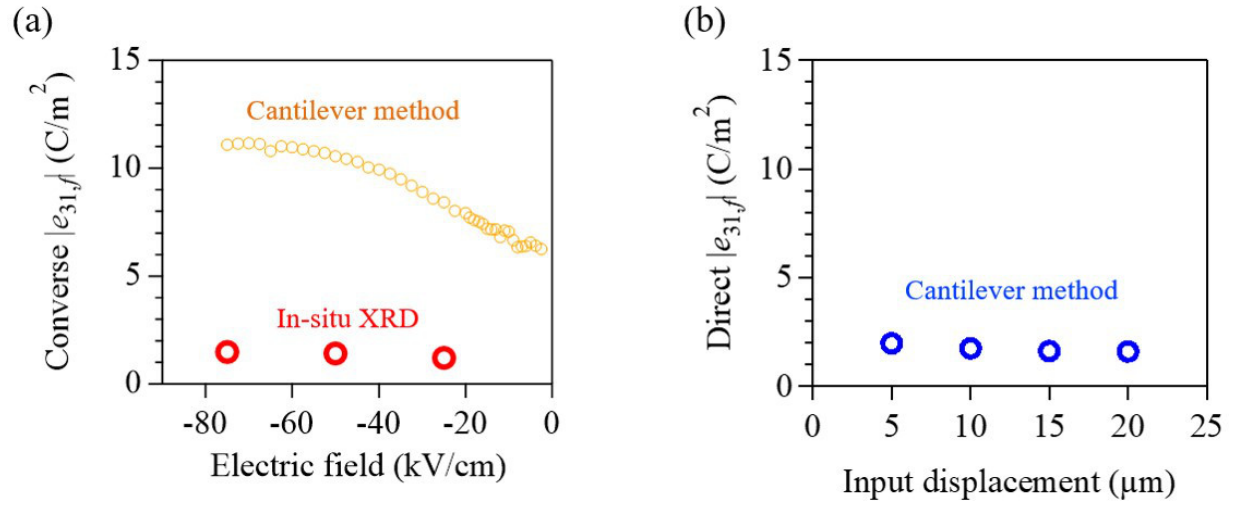 (a)
Converse |e31,f| (C/m2)
15
10
5
0
Cantilever method
In-situ XRD
-80 -60 -40 -20 0
Electric field (kV/cm)
(b)
Direct |e31,f| (C/m2)
15
10
5
0
Cantilever method
0 5 10 15 20 25
Input displacement (µm)